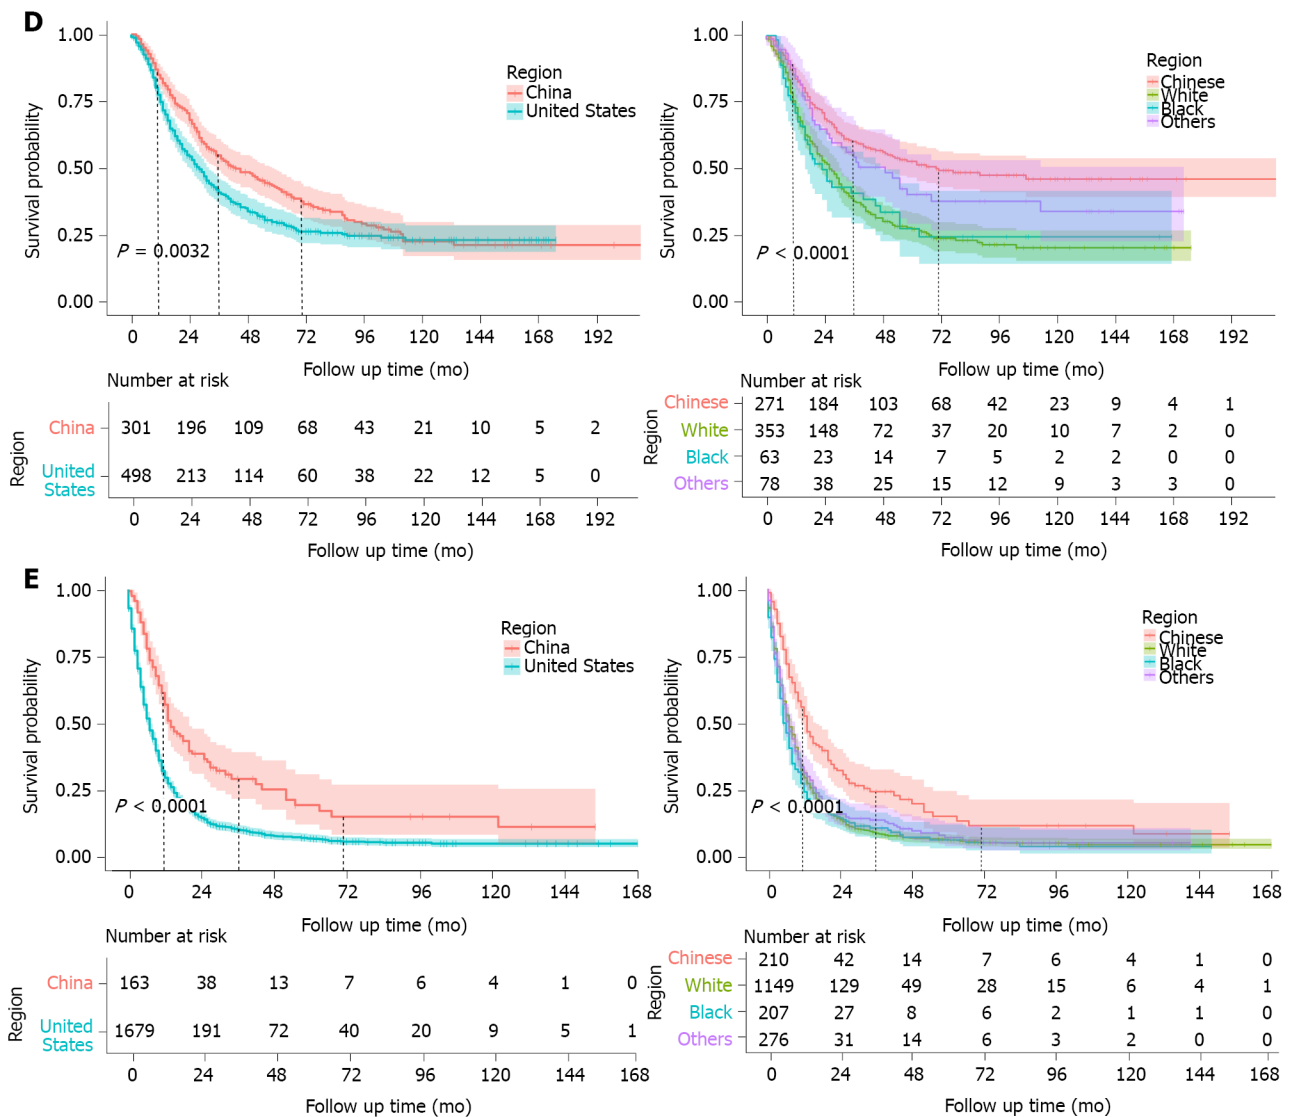 D
1.00
0.75
0.50
0.25
0.00
Survival probability
Region
China
United States
P = 0.0032
0 24 48 72 96 120 144 168 192
Follow up time (mo)
Number at risk
Region
China 301 196 109 68 43 21 10 5 2
United States 498 213 114 60 38 22 12 5 0
0 24 48 72 96 120 144 168 192
Follow up time (mo)
1.00
0.75
0.50
0.25
0.00
Survival probability
Region
Chinese
White
Black
Others
P < 0.0001
0 24 48 72 96 120 144 168 192
Follow up time (mo)
Number at risk
Region
Chinese 271 184 103 68 42 23 9 4 1
White 353 148 72 37 20 10 7 2 0
Black 63 23 14 7 5 2 2 0 0
Others 78 38 25 15 12 9 3 3 0
0 24 48 72 96 120 144 168 192
Follow up time (mo)
E
1.00
0.75
0.50
0.25
0.00
Survival probability
Region
China
United States
P < 0.0001
0 24 48 72 96 120 144 168
Follow up time (mo)
Number at risk
Region
China 163 38 13 7 6 4 1 0
United States 1679 191 72 40 20 9 5 1
0 24 48 72 96 120 144 168
Follow up time (mo)
1.00
0.75
0.50
0.25
0.00
Survival probability
Region
Chinese
White
Black
Others
P < 0.0001
0 24 48 72 96 120 144 168
Follow up time (mo)
Number at risk
Region
Chinese 210 42 14 7 6 4 1 0
White 1149 129 49 28 15 6 4 1
Black 207 27 8 6 2 1 1 0
Others 276 31 14 6 3 2 0 0
0 24 48 72 96 120 144 168
Follow up time (mo)